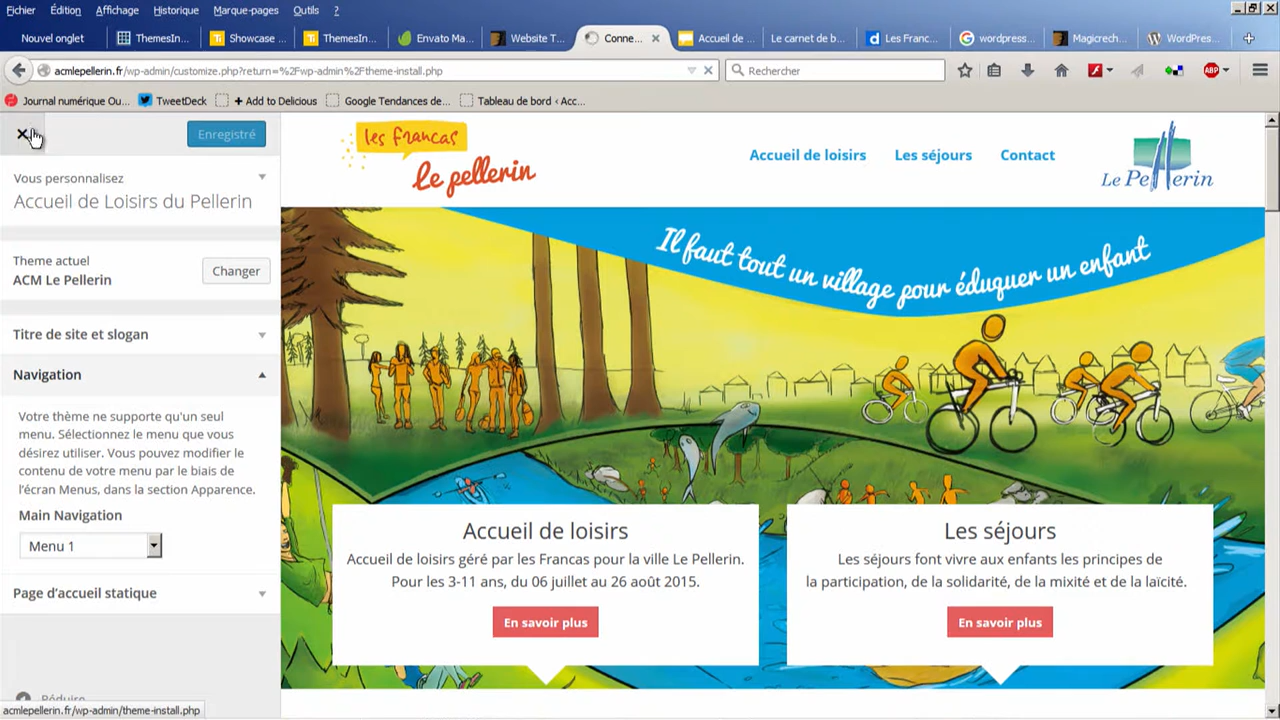 Fichier Édition Affichage Historique Marque-pages Outils ?
Nouvel onglet ThemesIn... Showcase ... ThemesIn... Envato Ma... Website T... Conne... Accueil de ... Le carnet de b... Les Franc... wordpress... Magicrech... WordPres...
acmlepellerin.fr/wp-admin/customize.php?return=%2Fwp-admin%2Ftheme-install.php Rechercher ABP
Journal numérique Ou... TweetDeck + Add to Delicious Google Tendances de... Tableau de bord ‹ Acc...
Enregistré
Vous personnalisez
Accueil de Loisirs du Pellerin
Theme actuel
ACM Le Pellerin
Changer
Titre de site et slogan
Navigation
Votre thème ne supporte qu'un seul
menu. Sélectionnez le menu que vous
désirez utiliser. Vous pouvez modifier le
contenu de votre menu par le biais de
l'écran Menus, dans la section Apparence.
Main Navigation
Menu 1
Page d'accueil statique
Réduire
acmlepellerin.fr/wp-admin/theme-install.php
les francas
le pellerin
Accueil de loisirs Les séjours Contact
Le Pellerin
Il faut tout un village pour éduquer un enfant
Accueil de loisirs
Accueil de loisirs géré par les Francas pour la ville Le Pellerin.
Pour les 3-11 ans, du 06 juillet au 26 août 2015.
En savoir plus
Les séjours
Les séjours font vivre aux enfants les principes de
la participation, de la solidarité, de la mixité et de la laïcité.
En savoir plus